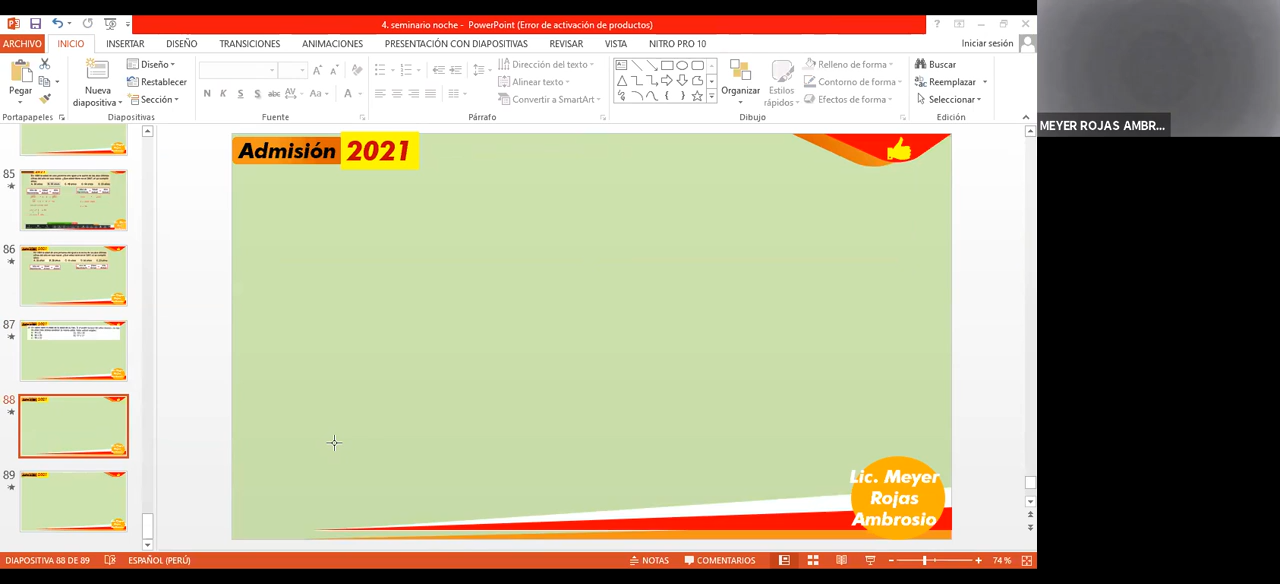 4. seminario noche - PowerPoint (Error de activación de productos)
ARCHIVO INICIO INSERTAR DISEÑO TRANSICIONES ANIMACIONES PRESENTACIÓN CON DIAPOSITIVAS REVISAR VISTA NITRO PRO 10 Iniciar sesión
Pegar
Nueva
diapositiva
Diseño
Restablecer
Sección
N K S S abc AV Aa A
Dirección del texto
Alinear texto
Convertir a SmartArt
Organizar
Estilos
rápidos
Relleno de forma
Contorno de forma
Efectos de forma
Buscar
Reemplazar
Seleccionar
Portapapeles Diapositivas Fuente Párrafo Dibujo Edición
MEYER ROJAS AMBR...
85
86
87
88
89
Admisión 2021
Lic. Meyer
Rojas
Ambrosio
DIAPOSITIVA 88 DE 89 ESPAÑOL (PERÚ) NOTAS COMENTARIOS 74 %